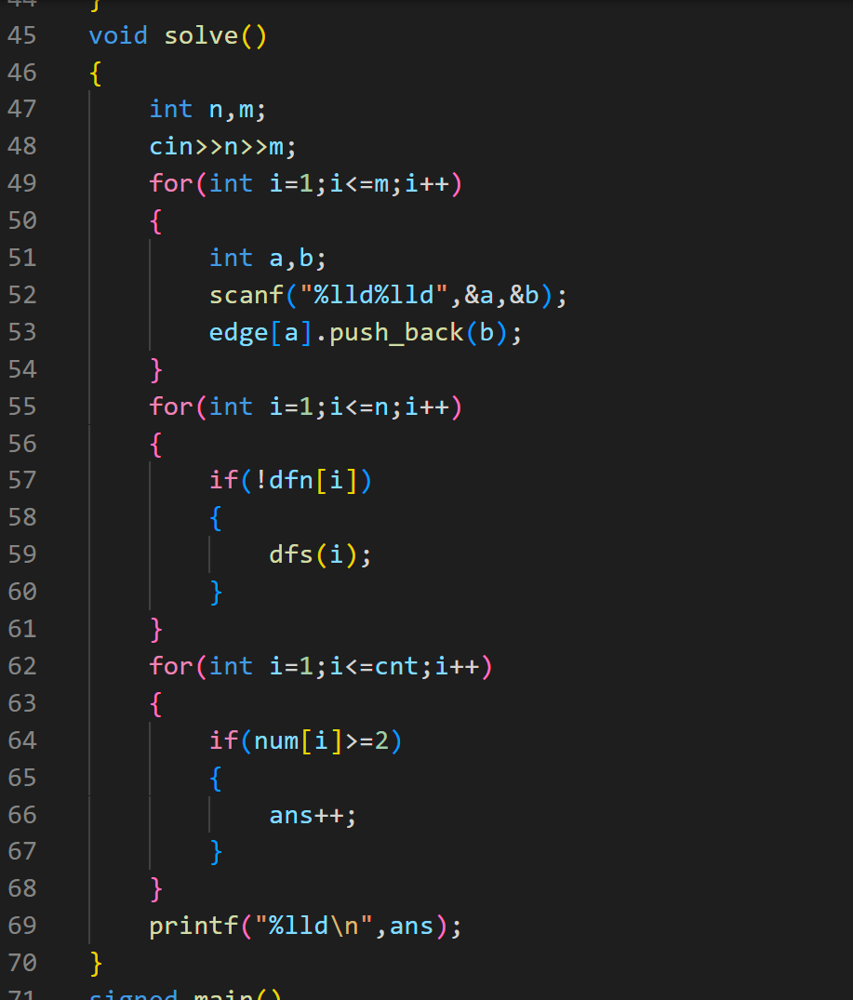 44 }
45 void solve()
46 {
47 int n,m;
48 cin>>n>>m;
49 for(int i=1;i<=m;i++)
50 {
51 int a,b;
52 scanf("%lld%lld",&a,&b);
53 edge[a].push_back(b);
54 }
55 for(int i=1;i<=n;i++)
56 {
57 if(!dfn[i])
58 {
59 dfs(i);
60 }
61 }
62 for(int i=1;i<=cnt;i++)
63 {
64 if(num[i]>=2)
65 {
66 ans++;
67 }
68 }
69 printf("%lld\n",ans);
70 }
71 signed main()